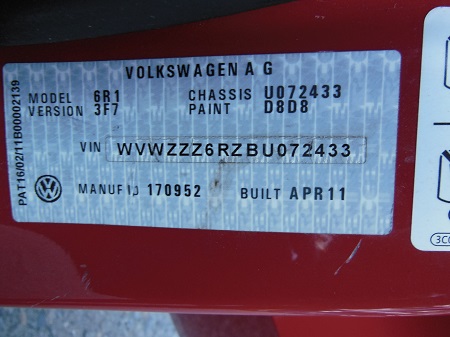 VOLKSWAGEN A G
MODEL 6R1 CHASSIS U072433
VERSION 3F7 PAINT D8D8
VIN WVWZZZ6RZBU072433
MANUF ID 170952 BUILT APR11
PAT16/02/11B00002139
3C0